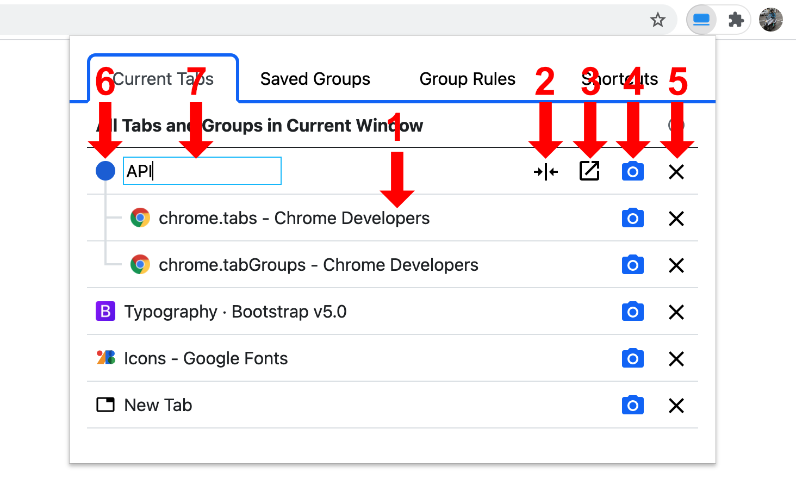 Current Tabs Saved Groups Group Rules Shortcuts
6 7 2 3 4 5
All Tabs and Groups in Current Window
1
API
chrome.tabs - Chrome Developers
chrome.tabGroups - Chrome Developers
B Typography · Bootstrap v5.0
Icons - Google Fonts
New Tab